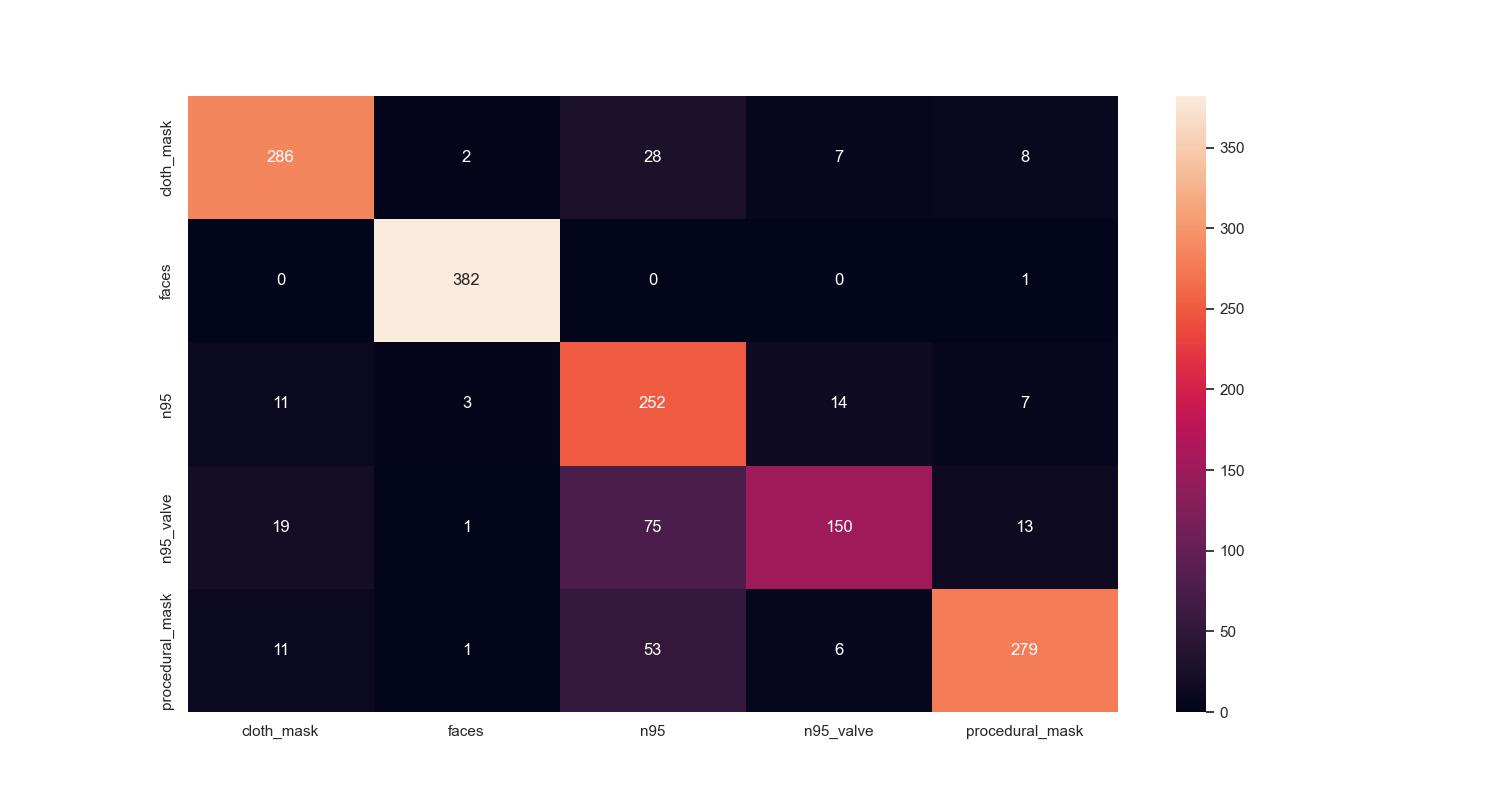 cloth_mask 286 2 28 7 8
faces 0 382 0 0 1
n95 11 3 252 14 7
n95_valve 19 1 75 150 13
procedural_mask 11 1 53 6 279
cloth_mask faces n95 n95_valve procedural_mask
350
300
250
200
150
100
50
0